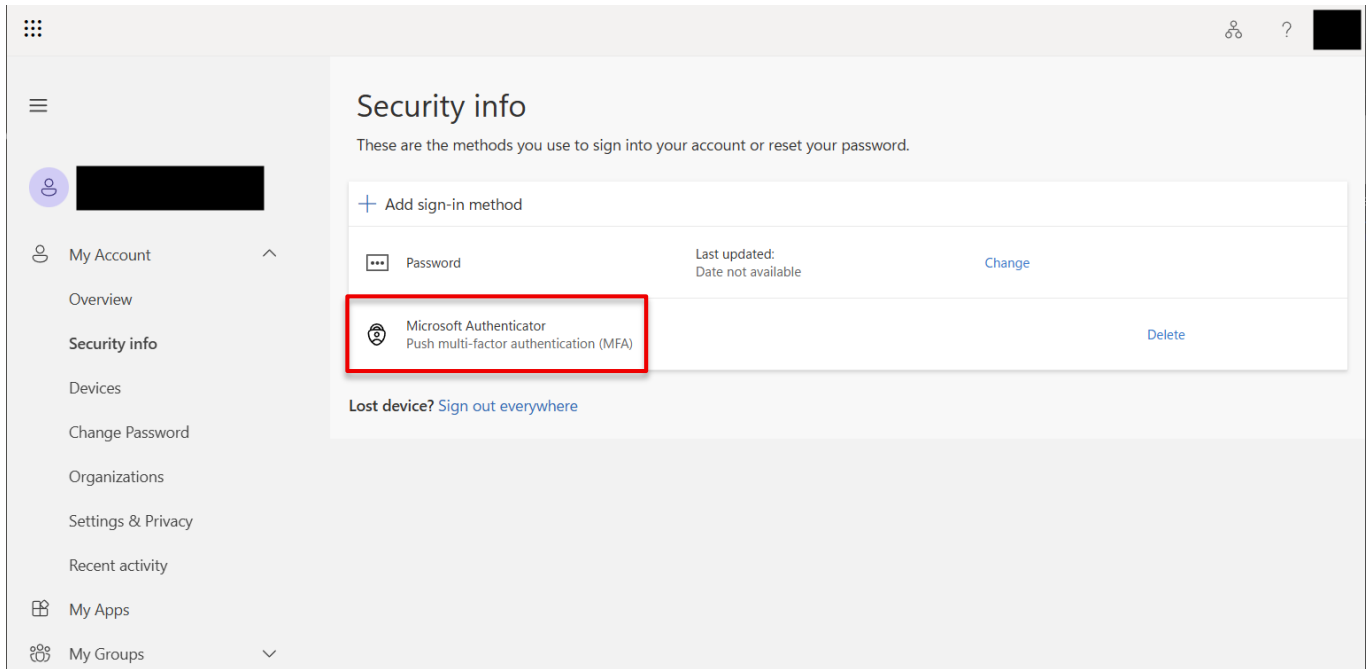 ?
Security info
These are the methods you use to sign into your account or reset your password.
Add sign-in method
My Account
Password
Last updated:
Date not available
Change
Overview
Microsoft Authenticator
Push multi-factor authentication (MFA)
Delete
Security info
Devices
Lost device? Sign out everywhere
Change Password
Organizations
Settings & Privacy
Recent activity
My Apps
My Groups